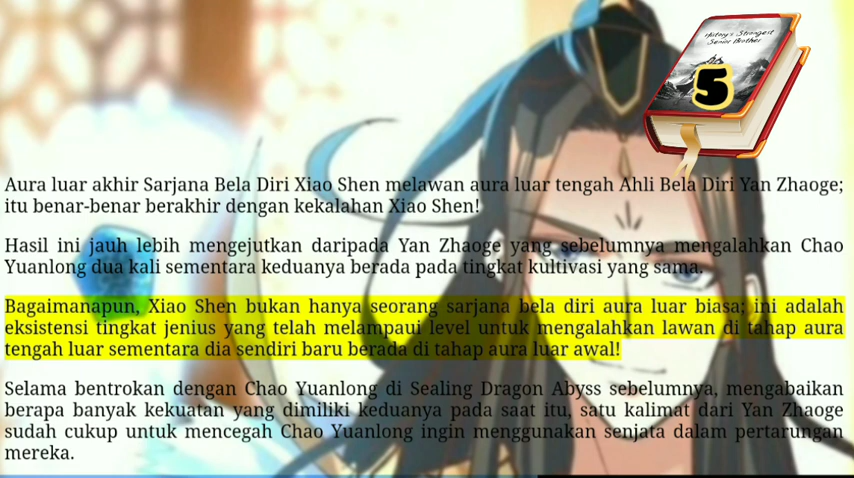 History's Strongest
Senior Brother
5
Aura luar akhir Sarjana Bela Diri Xiao Shen melawan aura luar tengah Ahli Bela Diri Yan Zhaoge;
itu benar-benar berakhir dengan kekalahan Xiao Shen!
Hasil ini jauh lebih mengejutkan daripada Yan Zhaoge yang sebelumnya mengalahkan Chao
Yuanlong dua kali sementara keduanya berada pada tingkat kultivasi yang sama.
Bagaimanapun, Xiao Shen bukan hanya seorang sarjana bela diri aura luar biasa; ini adalah
eksistensi tingkat jenius yang telah melampaui level untuk mengalahkan lawan di tahap aura
tengah luar sementara dia sendiri baru berada di tahap aura luar awal!
Selama bentrokan dengan Chao Yuanlong di Sealing Dragon Abyss sebelumnya, mengabaikan
berapa banyak kekuatan yang dimiliki keduanya pada saat itu, satu kalimat dari Yan Zhaoge
sudah cukup untuk mencegah Chao Yuanlong ingin menggunakan senjata dalam pertarungan
mereka.